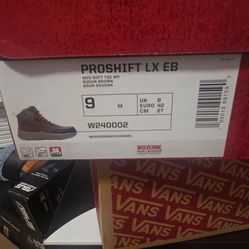 PROSHIFT LX EB
MID SOFT TOE WP
SUDAN BROWN
BRUN SOUDAN
9 M
UK 8
EURO 42
CM 27
W240002
WOLVERINE
VANS
VANS
VANS